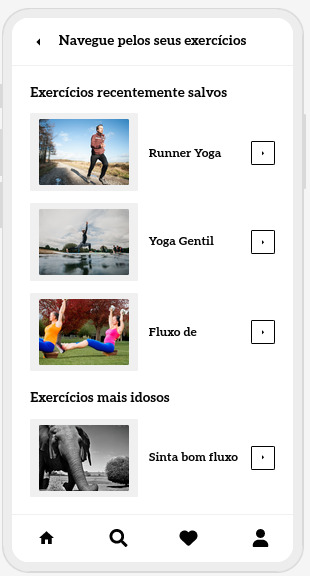 Navegue pelos seus exercícios
Exercícios recentemente salvos
Runner Yoga
Yoga Gentil
Fluxo de
Exercícios mais idosos
Sinta bom fluxo